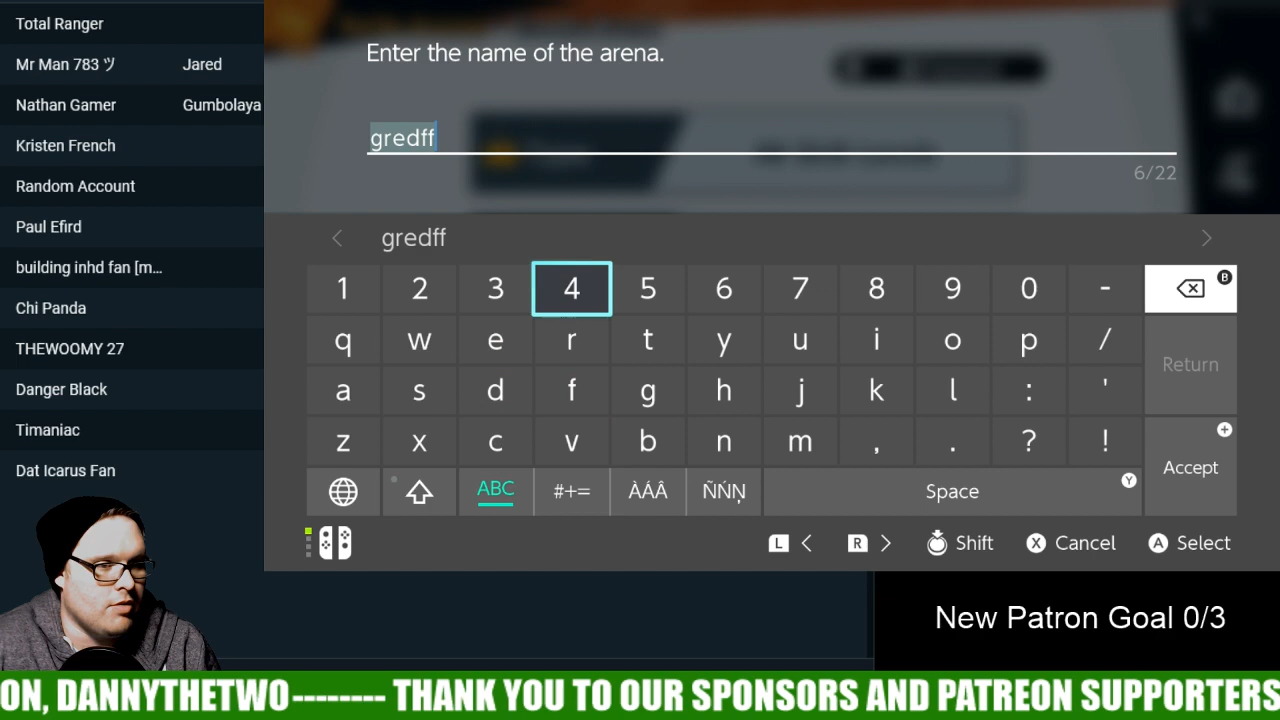 Total Ranger
Mr Man 783 ツ Jared
Nathan Gamer Gumbolaya
Kristen French
Random Account
Paul Efird
building inhd fan [m...
Chi Panda
THEWOOMY 27
Danger Black
Timaniac
Dat Icarus Fan
Enter the name of the arena.
gredff
6/22
< gredff >
1 2 3 4 5 6 7 8 9 0 - B
q w e r t y u i o p / Return
a s d f g h j k l : '
z x c v b n m , . ? ! + Accept
ABC #+= ÀÁÂ ÑŃŅ Space Y
L < R > Shift X Cancel A Select
New Patron Goal 0/3
ON, DANNYTHETWO-------- THANK YOU TO OUR SPONSORS AND PATREON SUPPORTERS